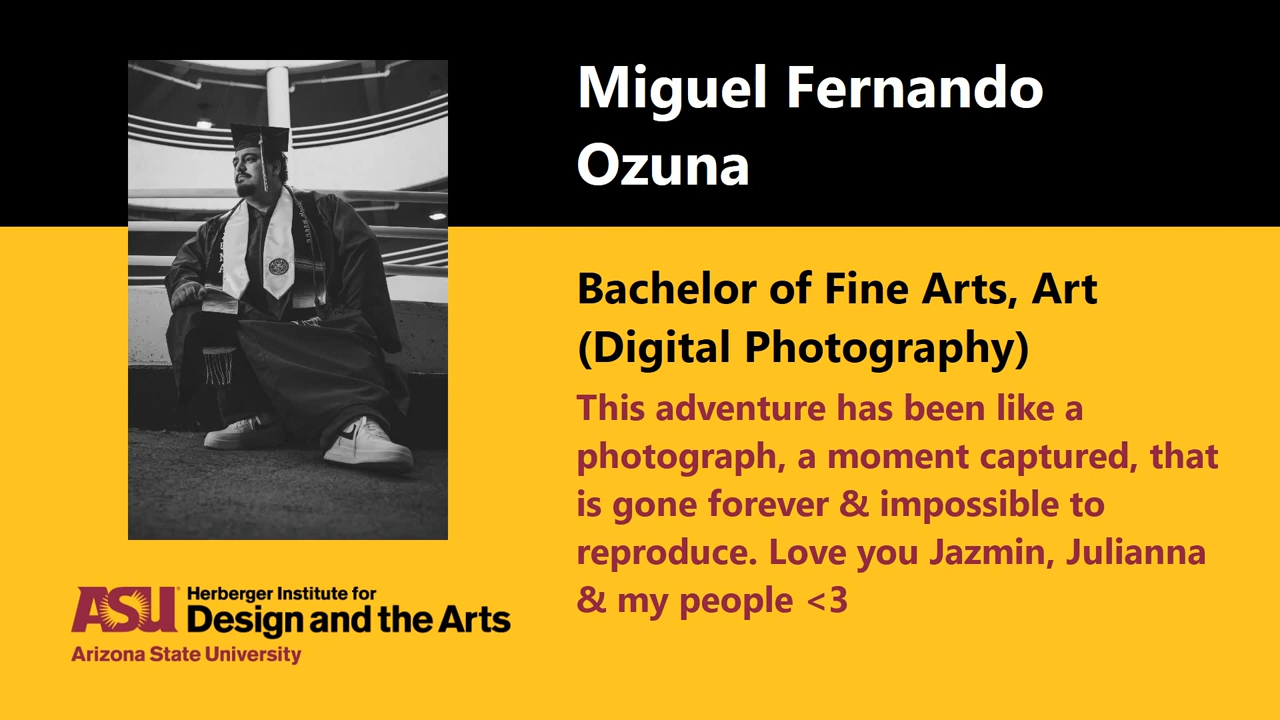 Miguel Fernando
Ozuna
Bachelor of Fine Arts, Art
(Digital Photography)
This adventure has been like a
photograph, a moment captured, that
is gone forever & impossible to
reproduce. Love you Jazmin, Julianna
& my people <3
ASU Herberger Institute for
Design and the Arts
Arizona State University